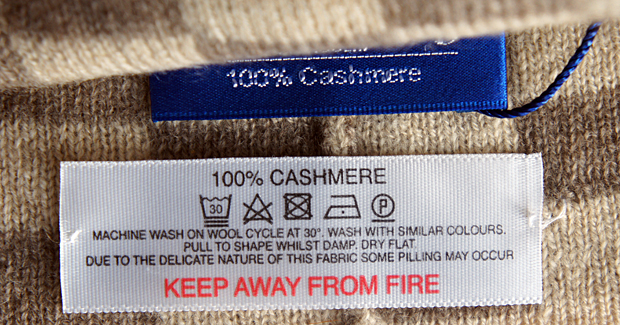 100% Cashmere
100% CASHMERE
30
P
MACHINE WASH ON WOOL CYCLE AT 30°. WASH WITH SIMILAR COLOURS.
PULL TO SHAPE WHILST DAMP. DRY FLAT.
DUE TO THE DELICATE NATURE OF THIS FABRIC SOME PILLING MAY OCCUR
KEEP AWAY FROM FIRE